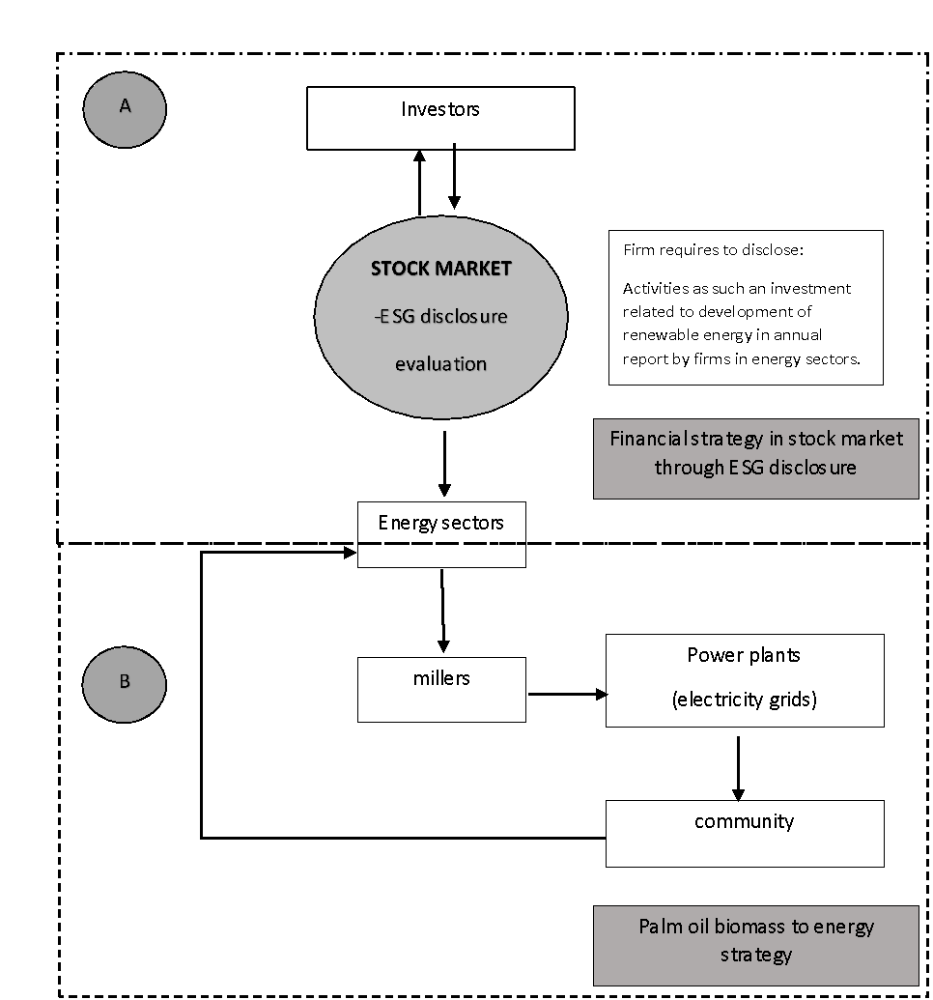 A
Investors
STOCK MARKET
-ESG disclosure
evaluation
Firm requires to disclose:
Activities as such an investment
related to development of
renewable energy in annual
report by firms in energy sectors.
Financial strategy in stock market
through ESG disclosure
Energy sectors
B
millers
Power plants
(electricity grids)
community
Palm oil biomass to energy
strategy